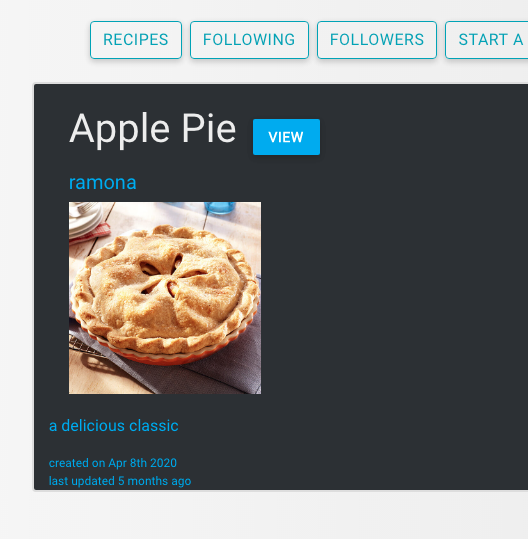 RECIPES FOLLOWING FOLLOWERS START A
Apple Pie VIEW
ramona
a delicious classic
created on Apr 8th 2020
last updated 5 months ago